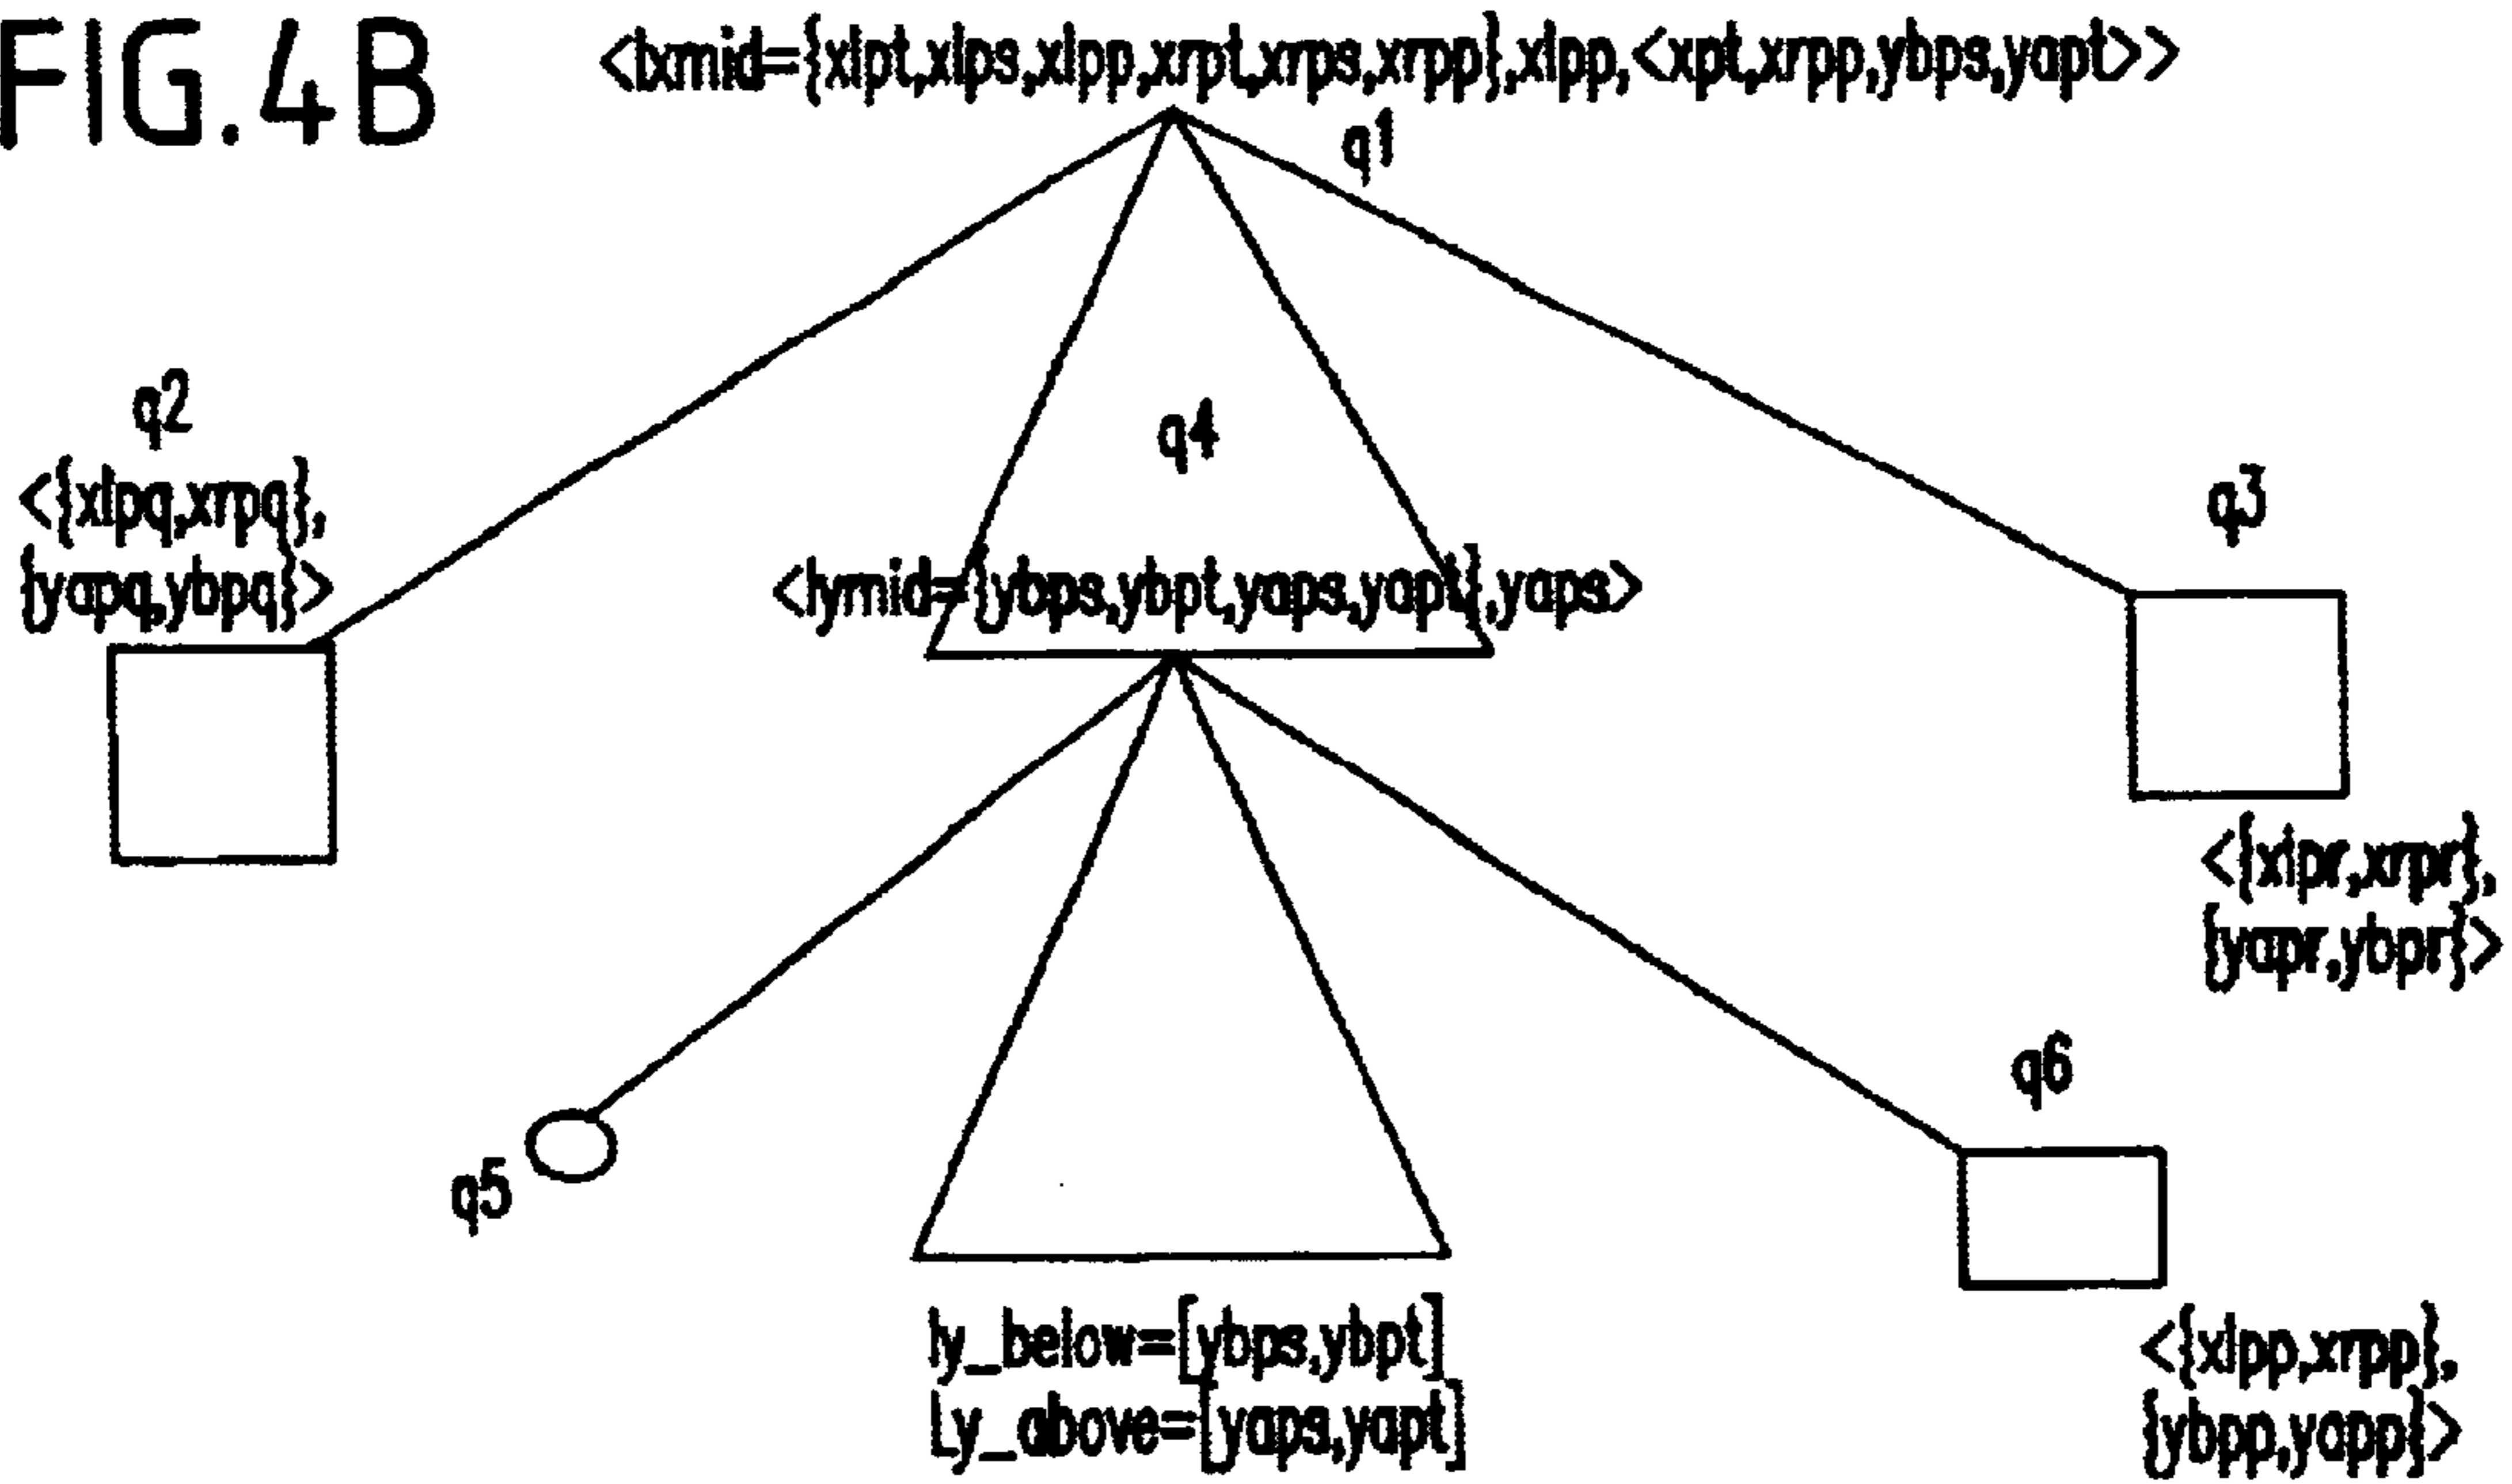 FIG.4B
<lxmid={xlpt,xlps,xlpp,xrpt,xrps,xrpp},xlpp,<xpt,xrpp,ybps,yapt>>
q1
q2
q4
<{xlpq,xrpq},
{yapq,ybpq}>
q3
<lymid={ybps,ybpt,yaps,yapt},yaps>
<{xlpr,xrpr},
{yapr,ybpr}>
q6
q5
ly_below=[ybps,ybpt]
Ly_above=[yaps,yapt]
<{xlpp,xrpp},
{ybpp,yapp}>